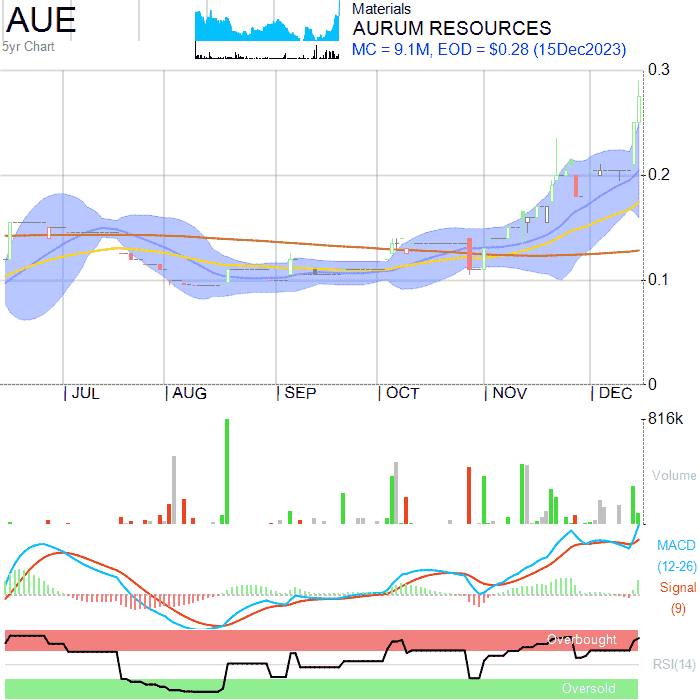 AUE
5yr Chart
Materials
AURUM RESOURCES
MC = 9.1M, EOD = $0.28 (15Dec2023)
0.3
0.2
0.1
0
JUL AUG SEP OCT NOV DEC
816k
Volume
MACD
(12-26)
Signal
(9)
Overbought
RSI(14)
Oversold